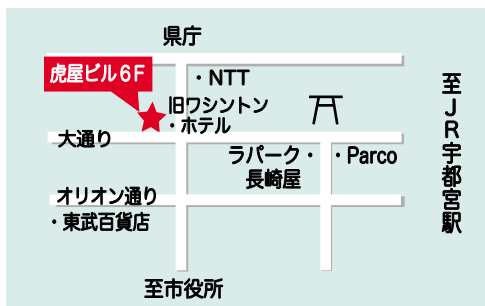 県庁
虎屋ビル6F
・NTT
旧ワシントン
・ホテル
大通り
ラパーク・
長崎屋
・Parco
オリオン通り
・東武百貨店
至市役所
至JR宇都宮駅